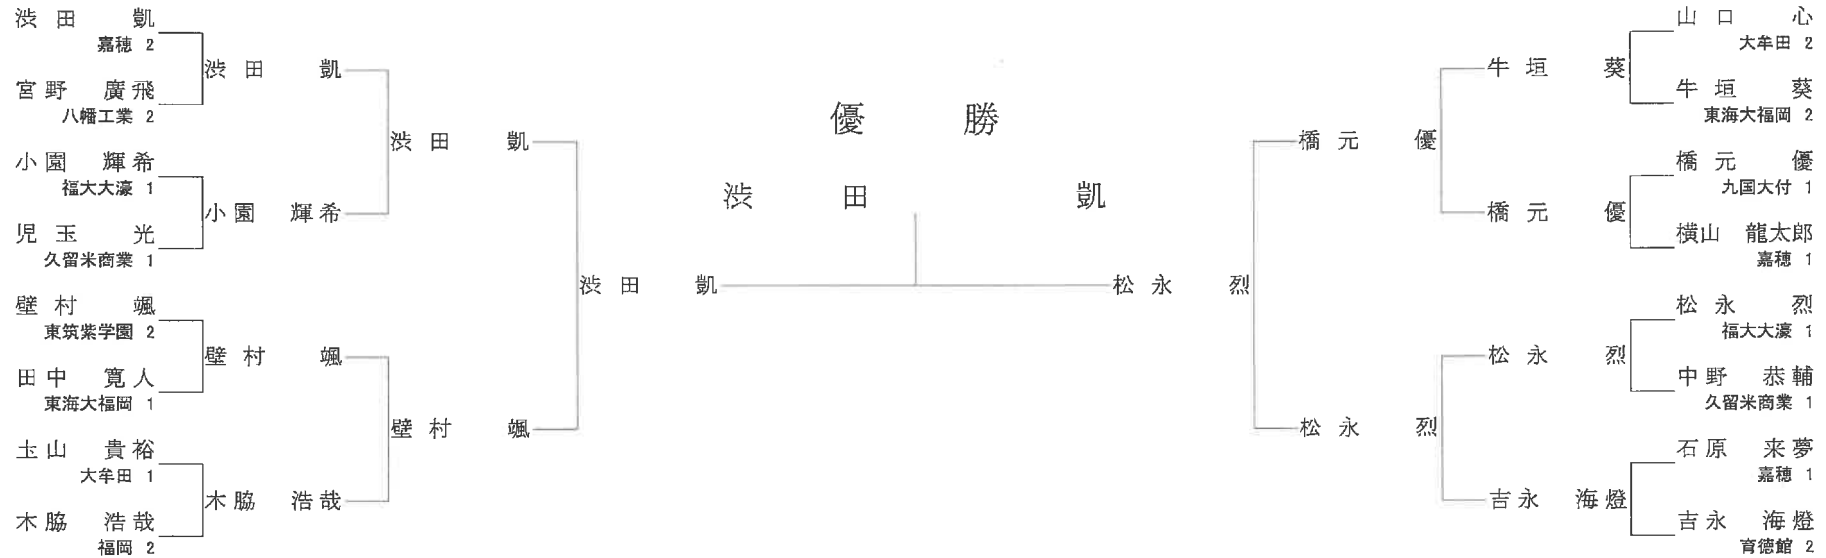 渋田 凱
嘉穂 2
宮野 廣飛
八幡工業 2
小園 輝希
福大大濠 1
児玉 光
久留米商業 1
壁村 颯
東筑紫学園 2
田中 寛人
東海大福岡 1
玉山 貴裕
大牟田 1
木脇 浩哉
福岡 2
渋田 凱
小園 輝希
壁村 颯
木脇 浩哉
渋田 凱
壁村 颯
渋田 凱
優勝
渋田 凱
松永 烈
橋元 優
松永 烈
牛垣 葵
橋元 優
松永 烈
吉永 海燈
山口 心
大牟田 2
牛垣 葵
東海大福岡 2
橋元 優
九国大付 1
横山 龍太郎
嘉穂 1
松永 烈
福大大濠 1
中野 恭輔
久留米商業 1
石原 来夢
嘉穂 1
吉永 海燈
育徳館 2